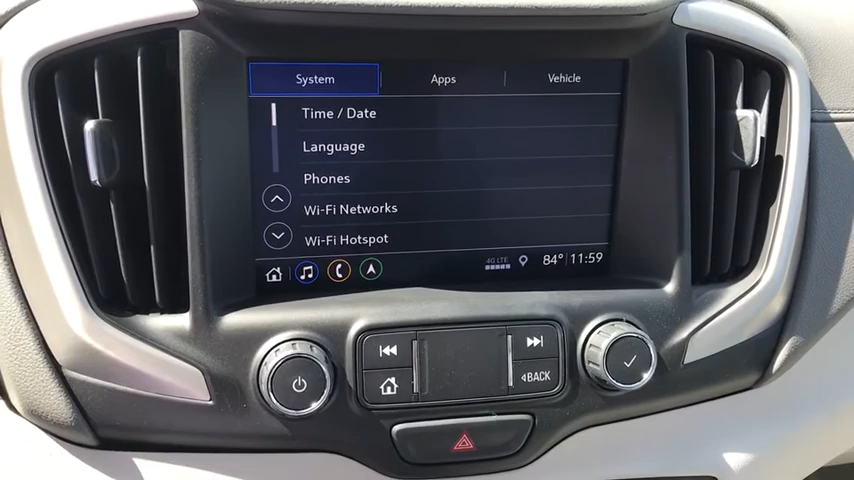 System Apps Vehicle
Time / Date
Language
Phones
Wi-Fi Networks
Wi-Fi Hotspot
4G LTE 84° 11:59
BACK